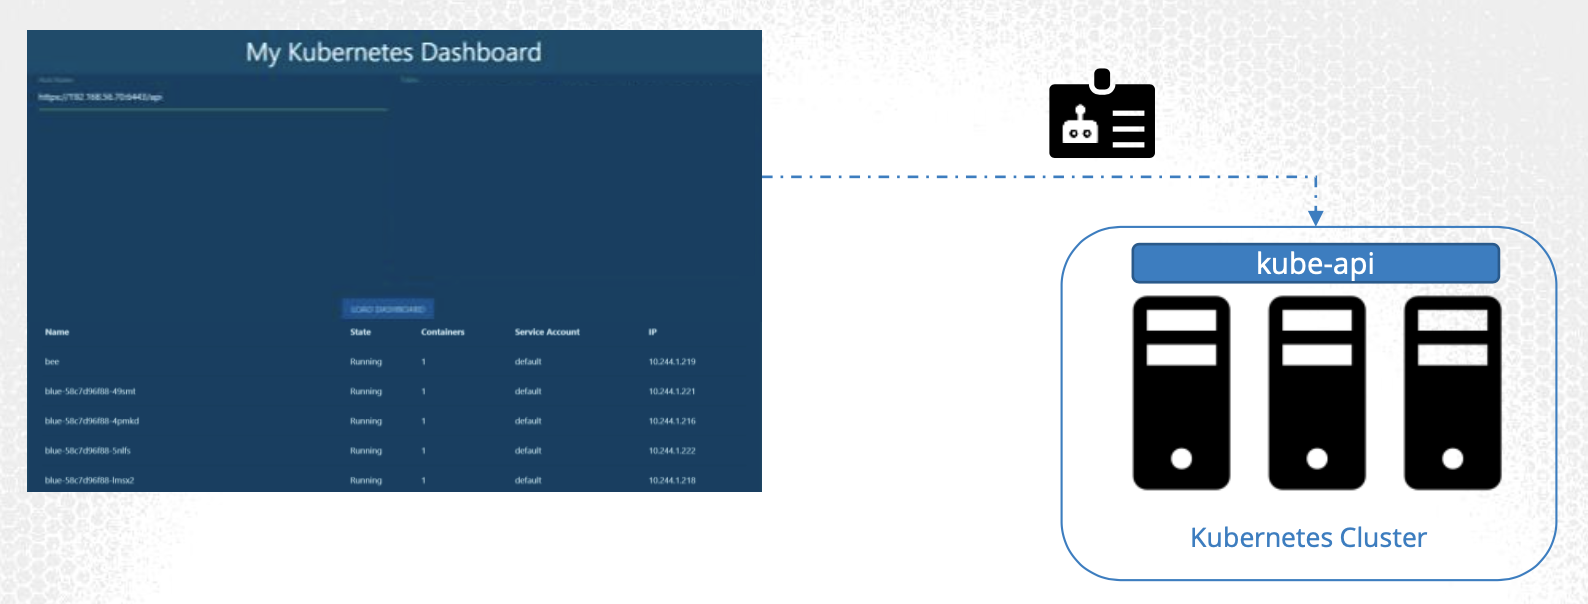 My Kubernetes Dashboard
https://192.168.56.70:6443/api
LOAD DASHBOARD
Name State Containers Service Account IP
bee Running 1 default 10.244.1.219
blue-58c7d96f88-49smt Running 1 default 10.244.1.221
blue-58c7d96f88-4pmkd Running 1 default 10.244.1.216
blue-58c7d96f88-5nlfs Running 1 default 10.244.1.222
blue-58c7d96f88-lmsx2 Running 1 default 10.244.1.218
kube-api
Kubernetes Cluster